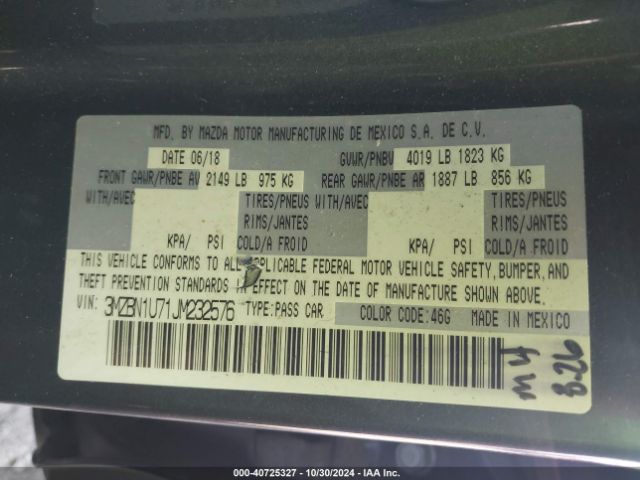 MFD. BY MAZDA MOTOR MANUFACTURING DE MEXICO S.A. DE C.V.
DATE 06/18 GVWR/PNBV 4019 LB 1823 KG
FRONT GAWR/PNBE AV 2149 LB 975 KG REAR GAWR/PNBE AR 1887 LB 856 KG
WITH/AVEC TIRES/PNEUS WITH/AVEC TIRES/PNEUS
RIMS/JANTES RIMS/JANTES
KPA/ PSI COLD/A FROID KPA/ PSI COLD/A FROID
THIS VEHICLE CONFORMS TO ALL APPLICABLE FEDERAL MOTOR VEHICLE SAFETY, BUMPER, AND
THEFT PREVENTION STANDARDS IN EFFECT ON THE DATE OF MANUFACTURE SHOWN ABOVE.
VIN: 3MZBN1U71JM232576 TYPE:PASS CAR COLOR CODE:46G MADE IN MEXICO
M4
8.26
000-40725327 - 10/30/2024 - IAA Inc.